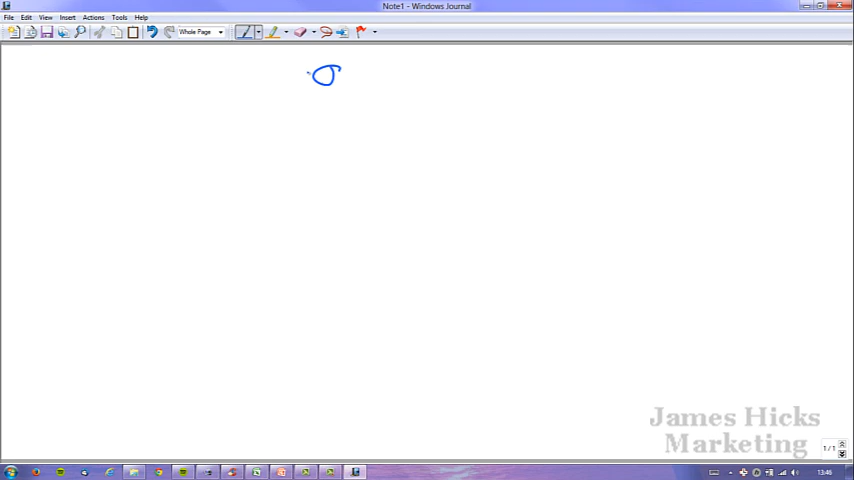 Note1 - Windows Journal
File Edit View Insert Actions Tools Help
Whole Page
James Hicks
Marketing
1/1
13:46